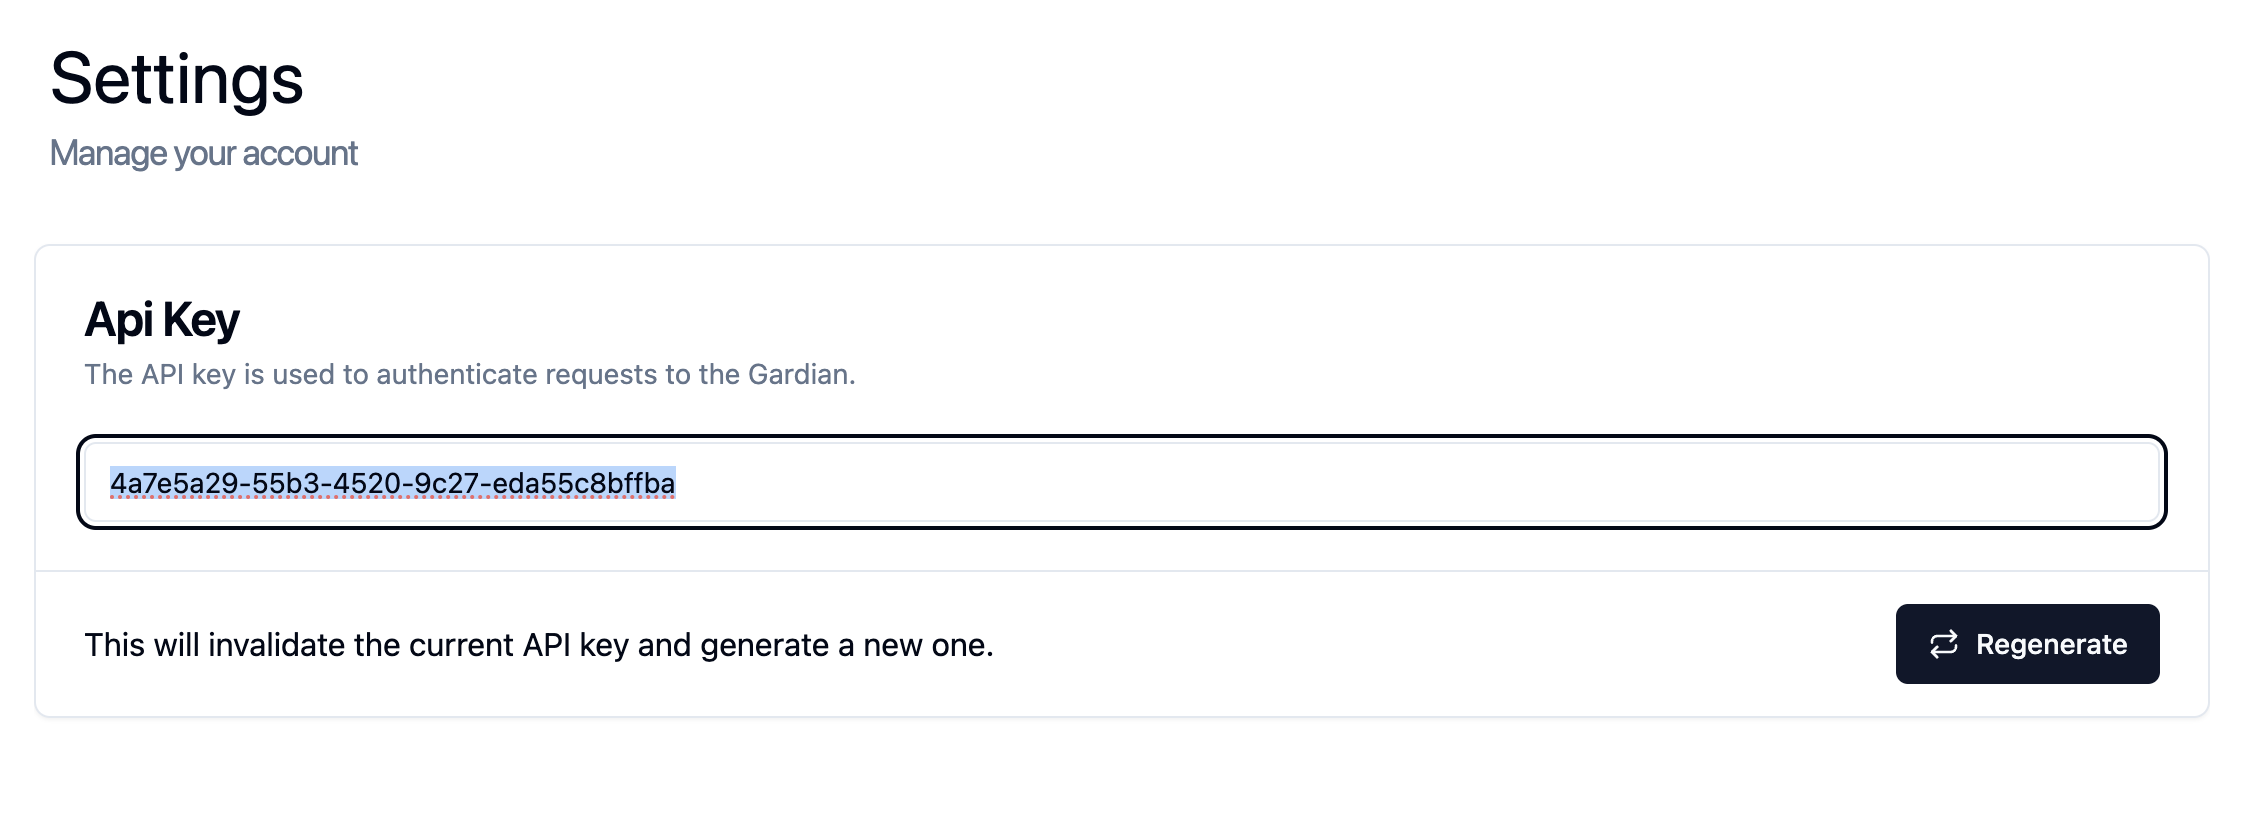 Settings
Manage your account
Api Key
The API key is used to authenticate requests to the Gardian.
4a7e5a29-55b3-4520-9c27-eda55c8bffba
This will invalidate the current API key and generate a new one.
Regenerate